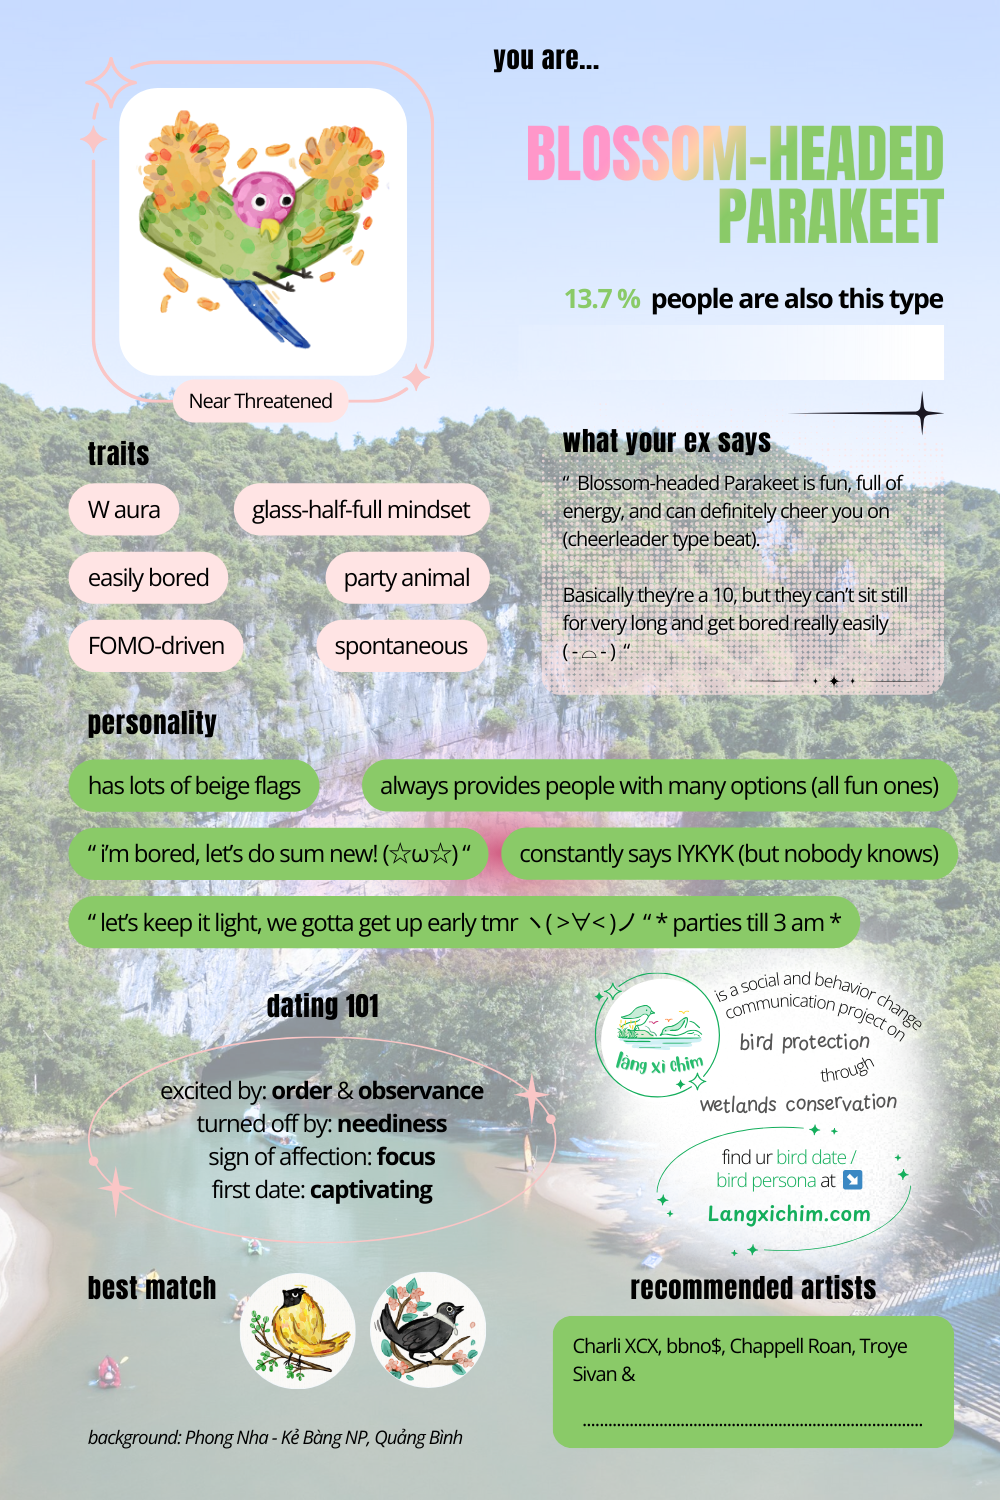 you are...
BLOSSOM-HEADED
PARAKEET
13.7 % people are also this type
Near Threatened
traits
W aura
glass-half-full mindset
easily bored
party animal
FOMO-driven
spontaneous
what your ex says
“ Blossom-headed Parakeet is fun, full of
energy, and can definitely cheer you on
(cheerleader type beat).
Basically they’re a 10, but they can’t sit still
for very long and get bored really easily
( - ⌓ - ) “
personality
has lots of beige flags
always provides people with many options (all fun ones)
“ i’m bored, let’s do sum new! (☆ω☆) “
constantly says IYKYK (but nobody knows)
“ let’s keep it light, we gotta get up early tmr ヽ( >∀< )ノ “ * parties till 3 am *
dating 101
excited by: order & observance
turned off by: neediness
sign of affection: focus
first date: captivating
làng xì chim
is a social and behavior change
communication project on
bird protection
through
wetlands conservation
find ur bird date /
bird persona at ↘
Langxichim.com
best match
recommended artists
Charli XCX, bbno$, Chappell Roan, Troye
Sivan &
................................................................................
background: Phong Nha - Kẻ Bàng NP, Quảng Bình